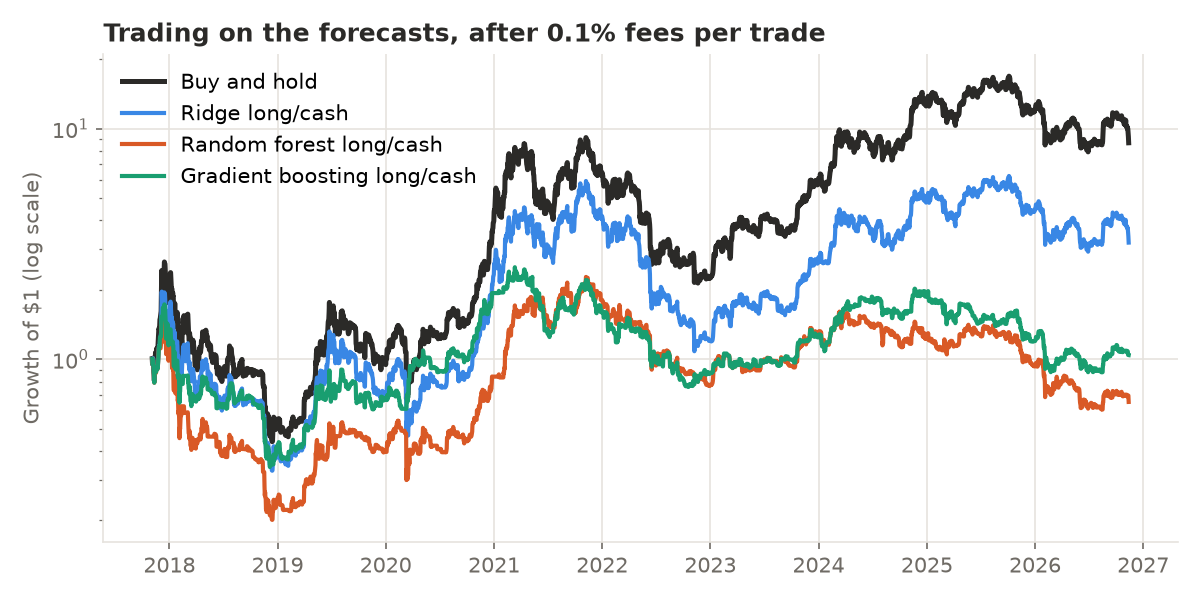 Trading on the forecasts, after 0.1% fees per trade
Buy and hold
Ridge long/cash
Random forest long/cash
Gradient boosting long/cash
Growth of $1 (log scale)
10¹
10⁰
2018 2019 2020 2021 2022 2023 2024 2025 2026 2027